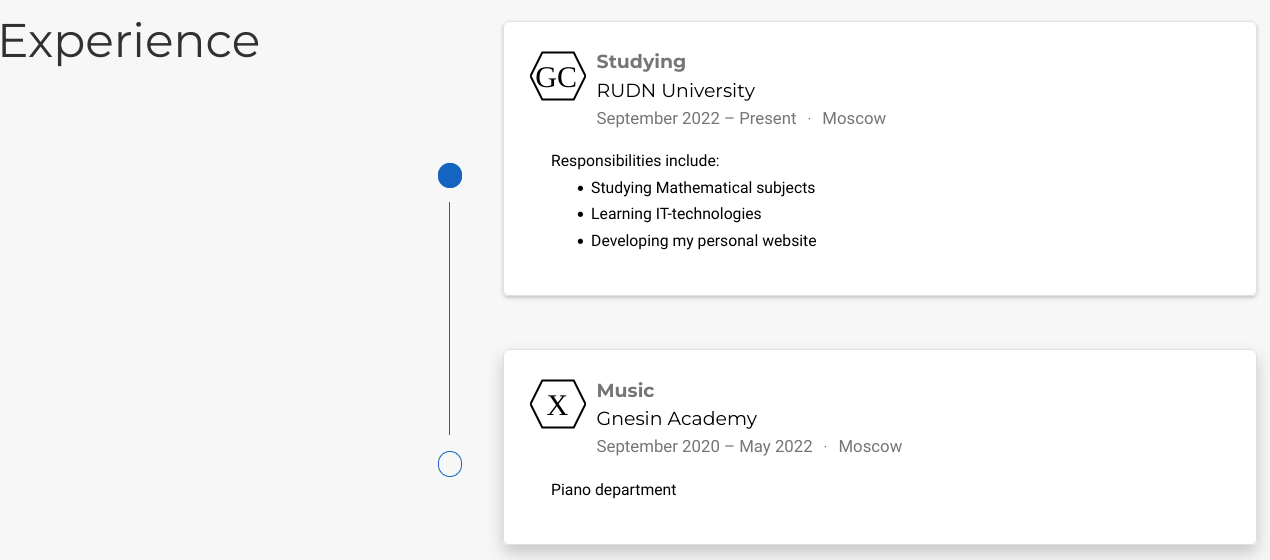 Experience
GC
Studying
RUDN University
September 2022 – Present · Moscow
Responsibilities include:
• Studying Mathematical subjects
• Learning IT-technologies
• Developing my personal website
X
Music
Gnesin Academy
September 2020 – May 2022 · Moscow
Piano department